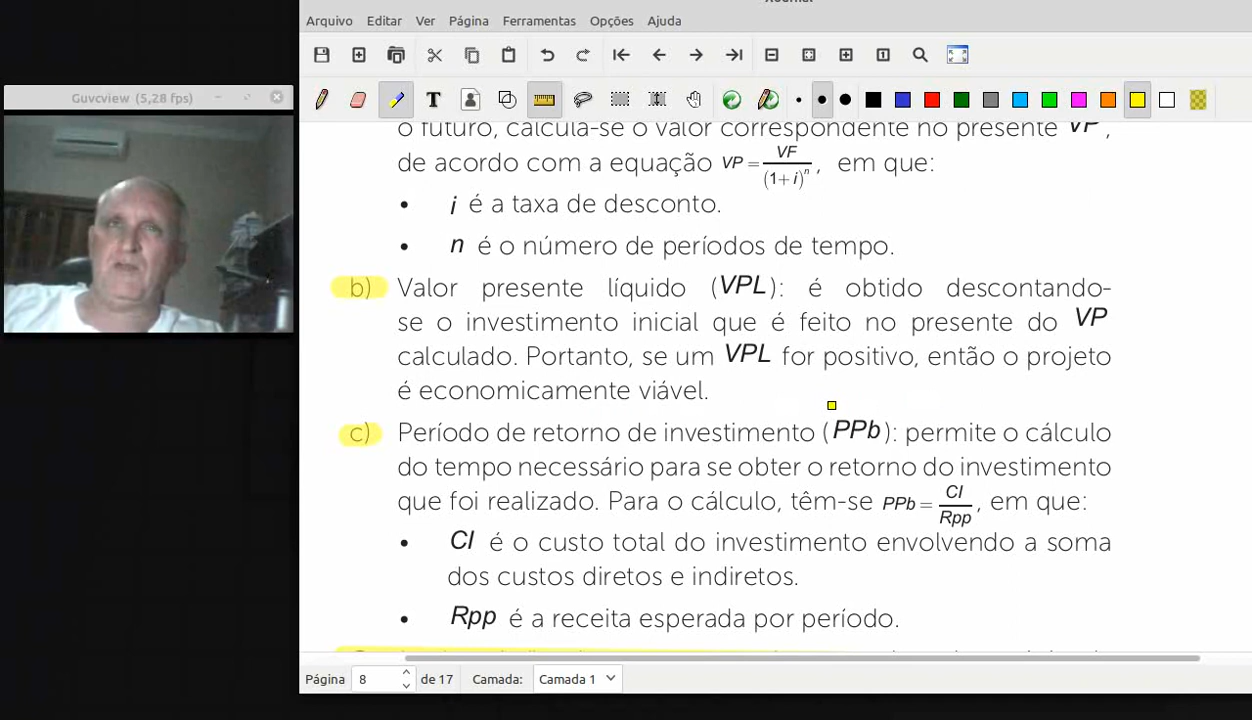 Guvcview (5,28 fps)
Arquivo Editar Ver Página Ferramentas Opções Ajuda
o futuro, calcula-se o valor correspondente no presente VP,
de acordo com a equação VP = VF / (1+i)^n, em que:
• i é a taxa de desconto.
• n é o número de períodos de tempo.
b) Valor presente líquido (VPL): é obtido descontando-
se o investimento inicial que é feito no presente do VP
calculado. Portanto, se um VPL for positivo, então o projeto
é economicamente viável.
c) Período de retorno de investimento (PPb): permite o cálculo
do tempo necessário para se obter o retorno do investimento
que foi realizado. Para o cálculo, têm-se PPb = CI / Rpp, em que:
• CI é o custo total do investimento envolvendo a soma
dos custos diretos e indiretos.
• Rpp é a receita esperada por período.
Página 8 de 17 Camada: Camada 1